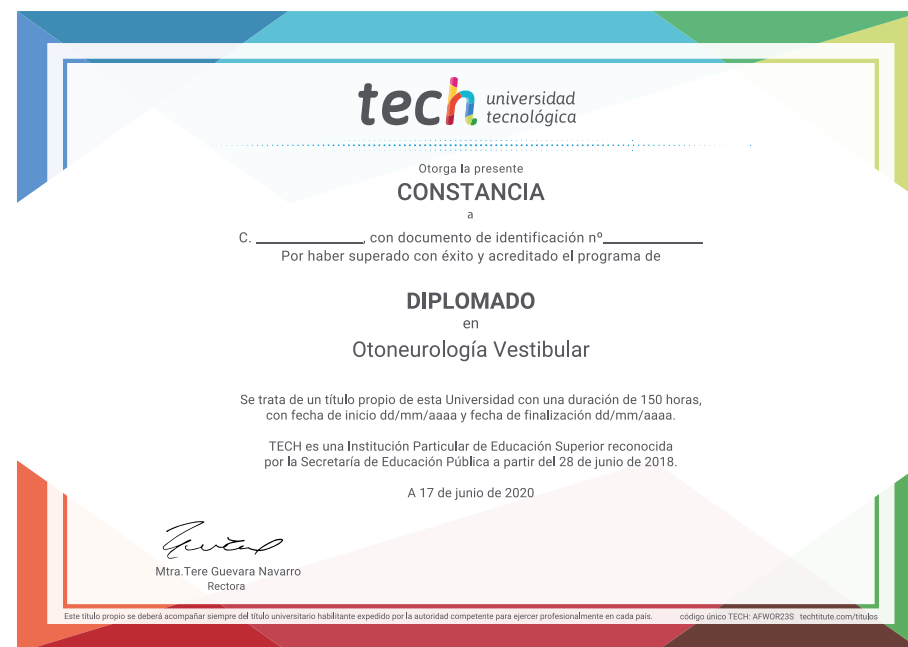 tech universidad
tecnológica
Otorga la presente
CONSTANCIA
a
C. ______________, con documento de identificación nº_____________
Por haber superado con éxito y acreditado el programa de
DIPLOMADO
en
Otoneurología Vestibular
Se trata de un título propio de esta Universidad con una duración de 150 horas,
con fecha de inicio dd/mm/aaaa y fecha de finalización dd/mm/aaaa.
TECH es una Institución Particular de Educación Superior reconocida
por la Secretaría de Educación Pública a partir del 28 de junio de 2018.
A 17 de junio de 2020
Mtra.Tere Guevara Navarro
Rectora
Este título propio se deberá acompañar siempre del título universitario habilitante expedido por la autoridad competente para ejercer profesionalmente en cada país. código único TECH: AFWOR23S techtitute.com/titulos